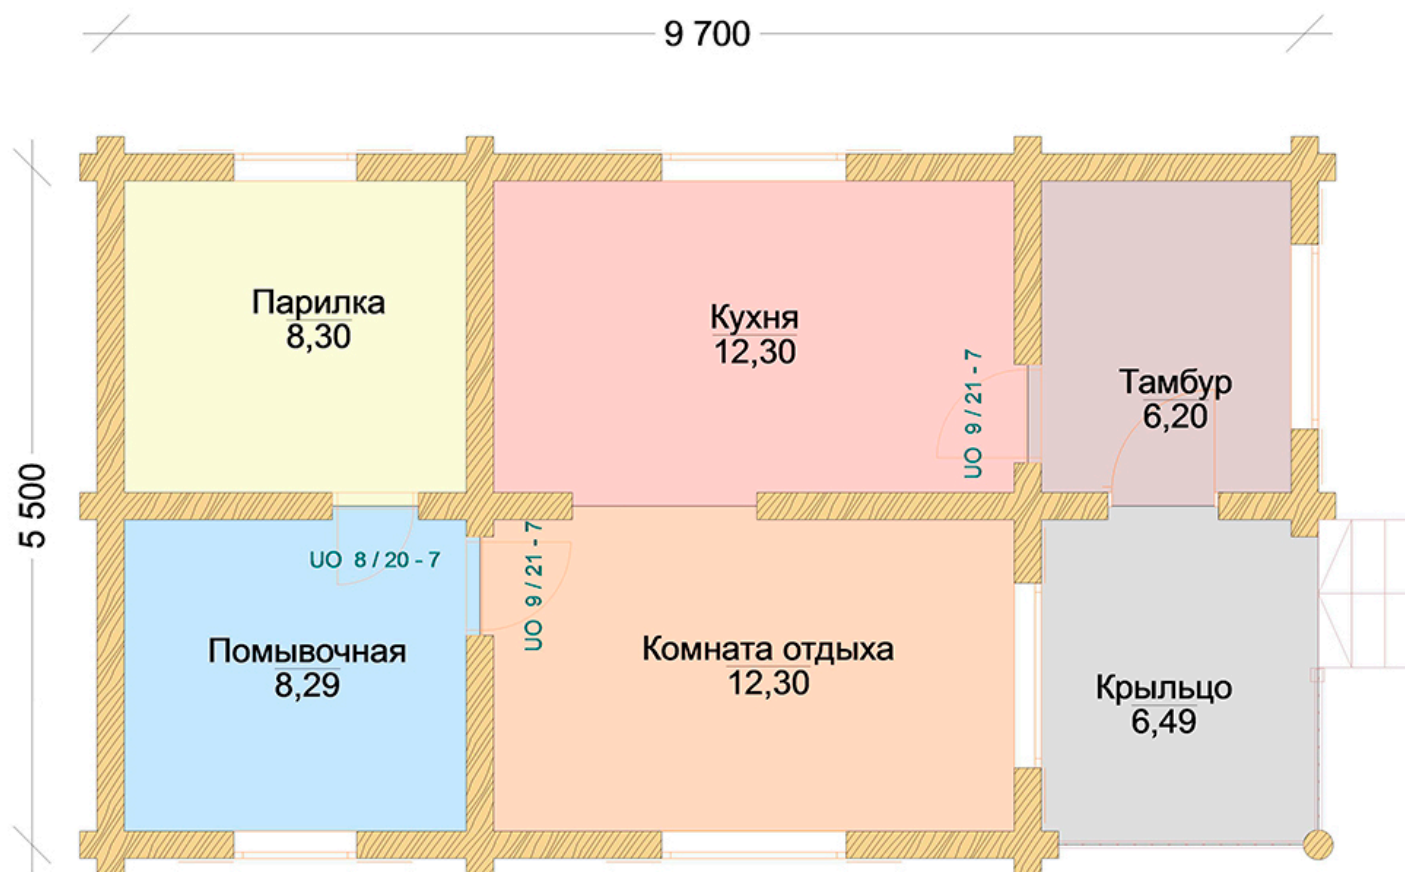 9 700
5 500
Парилка
8,30
Кухня
12,30
UO 9 / 21 - 7
Тамбур
6,20
UO 8 / 20 - 7
UO 9 / 21 - 7
Помывочная
8,29
Комната отдыха
12,30
Крыльцо
6,49